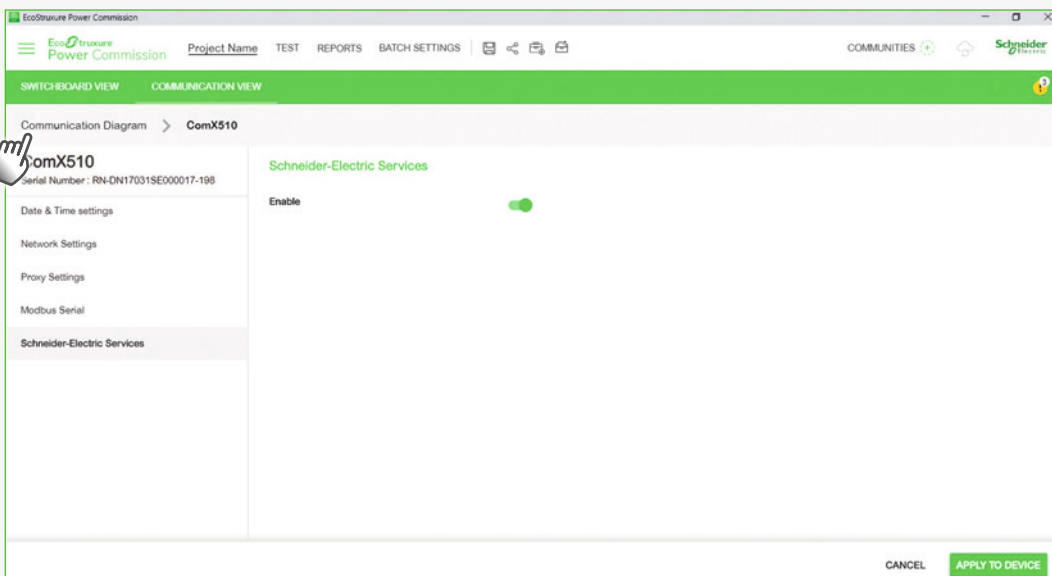 EcoStruxure Power Commission
EcoStruxure
Power Commission
Project Name TEST REPORTS BATCH SETTINGS COMMUNITIES Schneider
Electric
SWITCHBOARD VIEW COMMUNICATION VIEW
3
Communication Diagram > ComX510
ComX510
Serial Number : RN-DN17031SE000017-198
Schneider-Electric Services
Enable
Date & Time settings
Network Settings
Proxy Settings
Modbus Serial
Schneider-Electric Services
CANCEL APPLY TO DEVICE